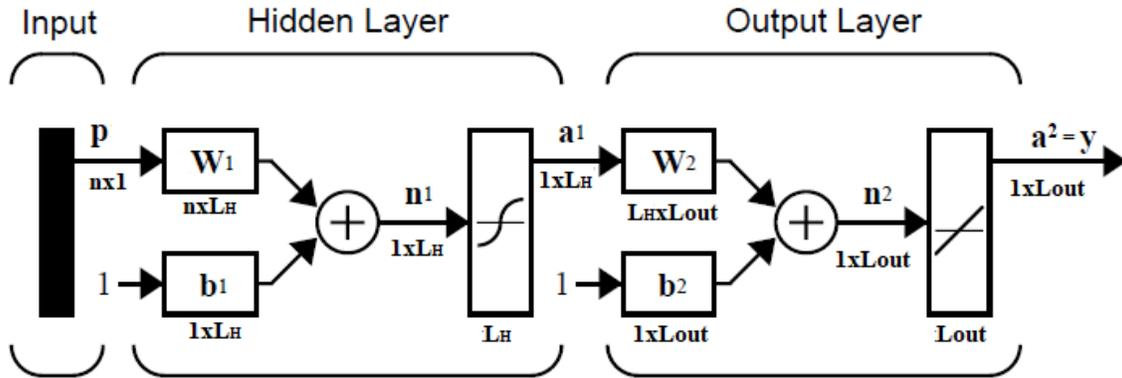 Input
Hidden Layer
Output Layer
p
nx1
W1
nxLH
1
b1
1xLH
n1
1xLH
LH
a1
1xLH
W2
LHxLout
1
b2
1xLout
n2
1xLout
Lout
a2 = y
1xLout